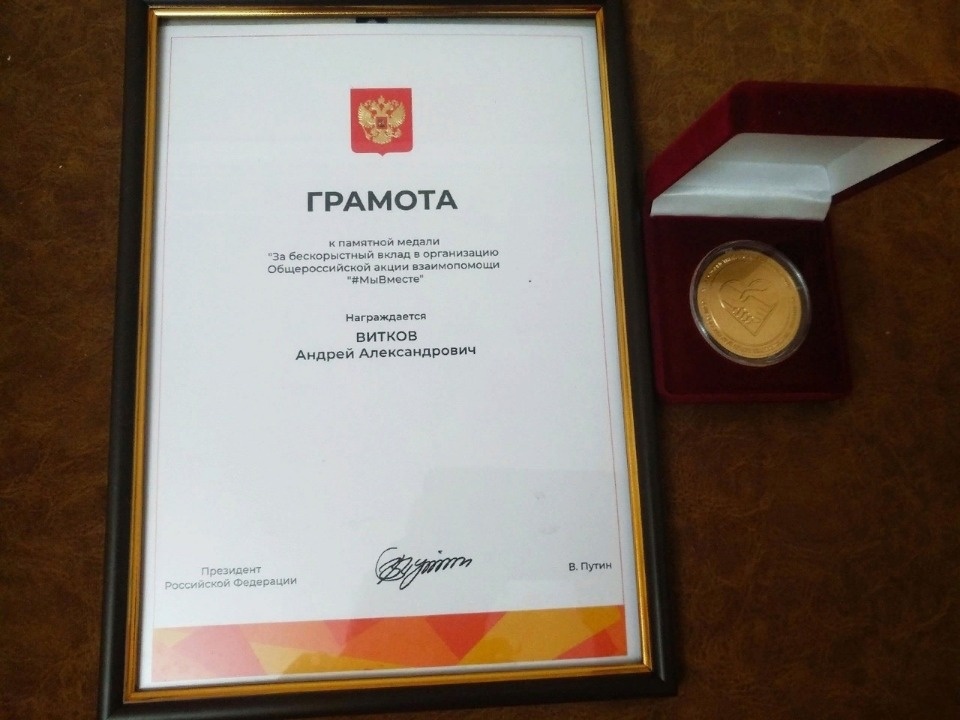 ГРАМОТА
к памятной медали
"За бескорыстный вклад в организацию
Общероссийской акции взаимопомощи
"#МыВместе"
Награждается
ВИТКОВ
Андрей Александрович
Президент
Российской Федерации
В. Путин